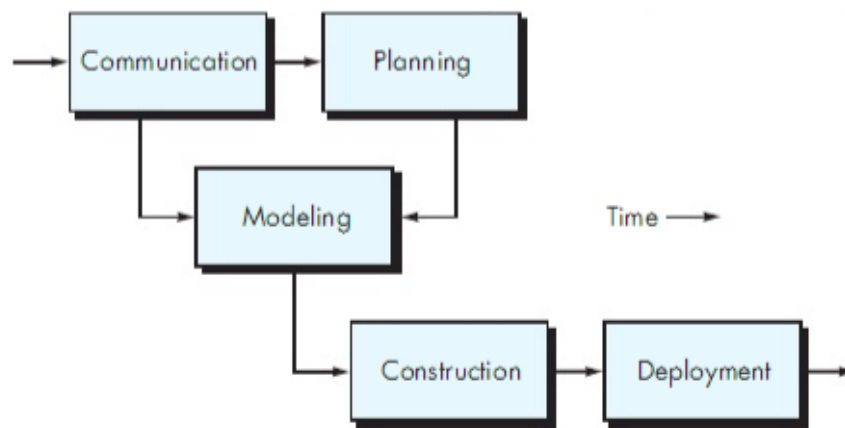 Communication
Planning
Modeling
Time
Construction
Deployment